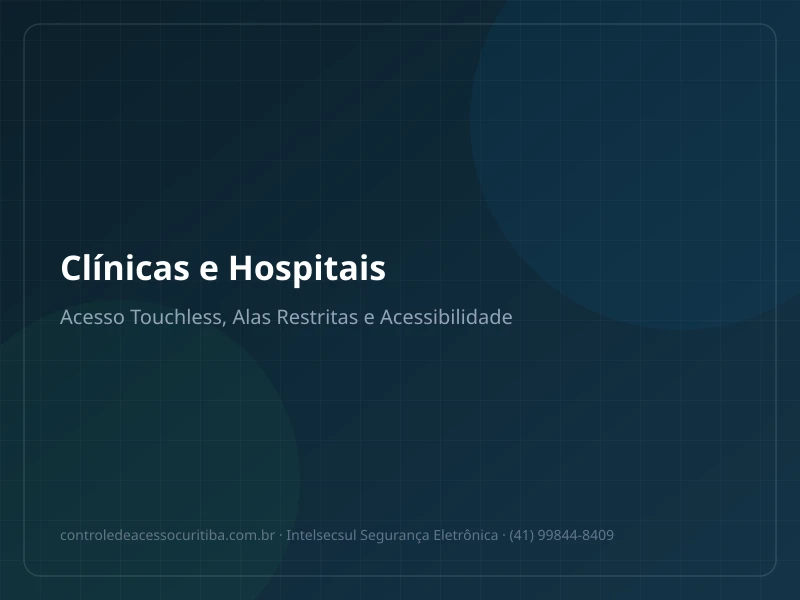 Clínicas e Hospitais
Acesso Touchless, Alas Restritas e Acessibilidade
controledeacessocuritiba.com.br · Intelsecsul Segurança Eletrônica · (41) 99844-8409